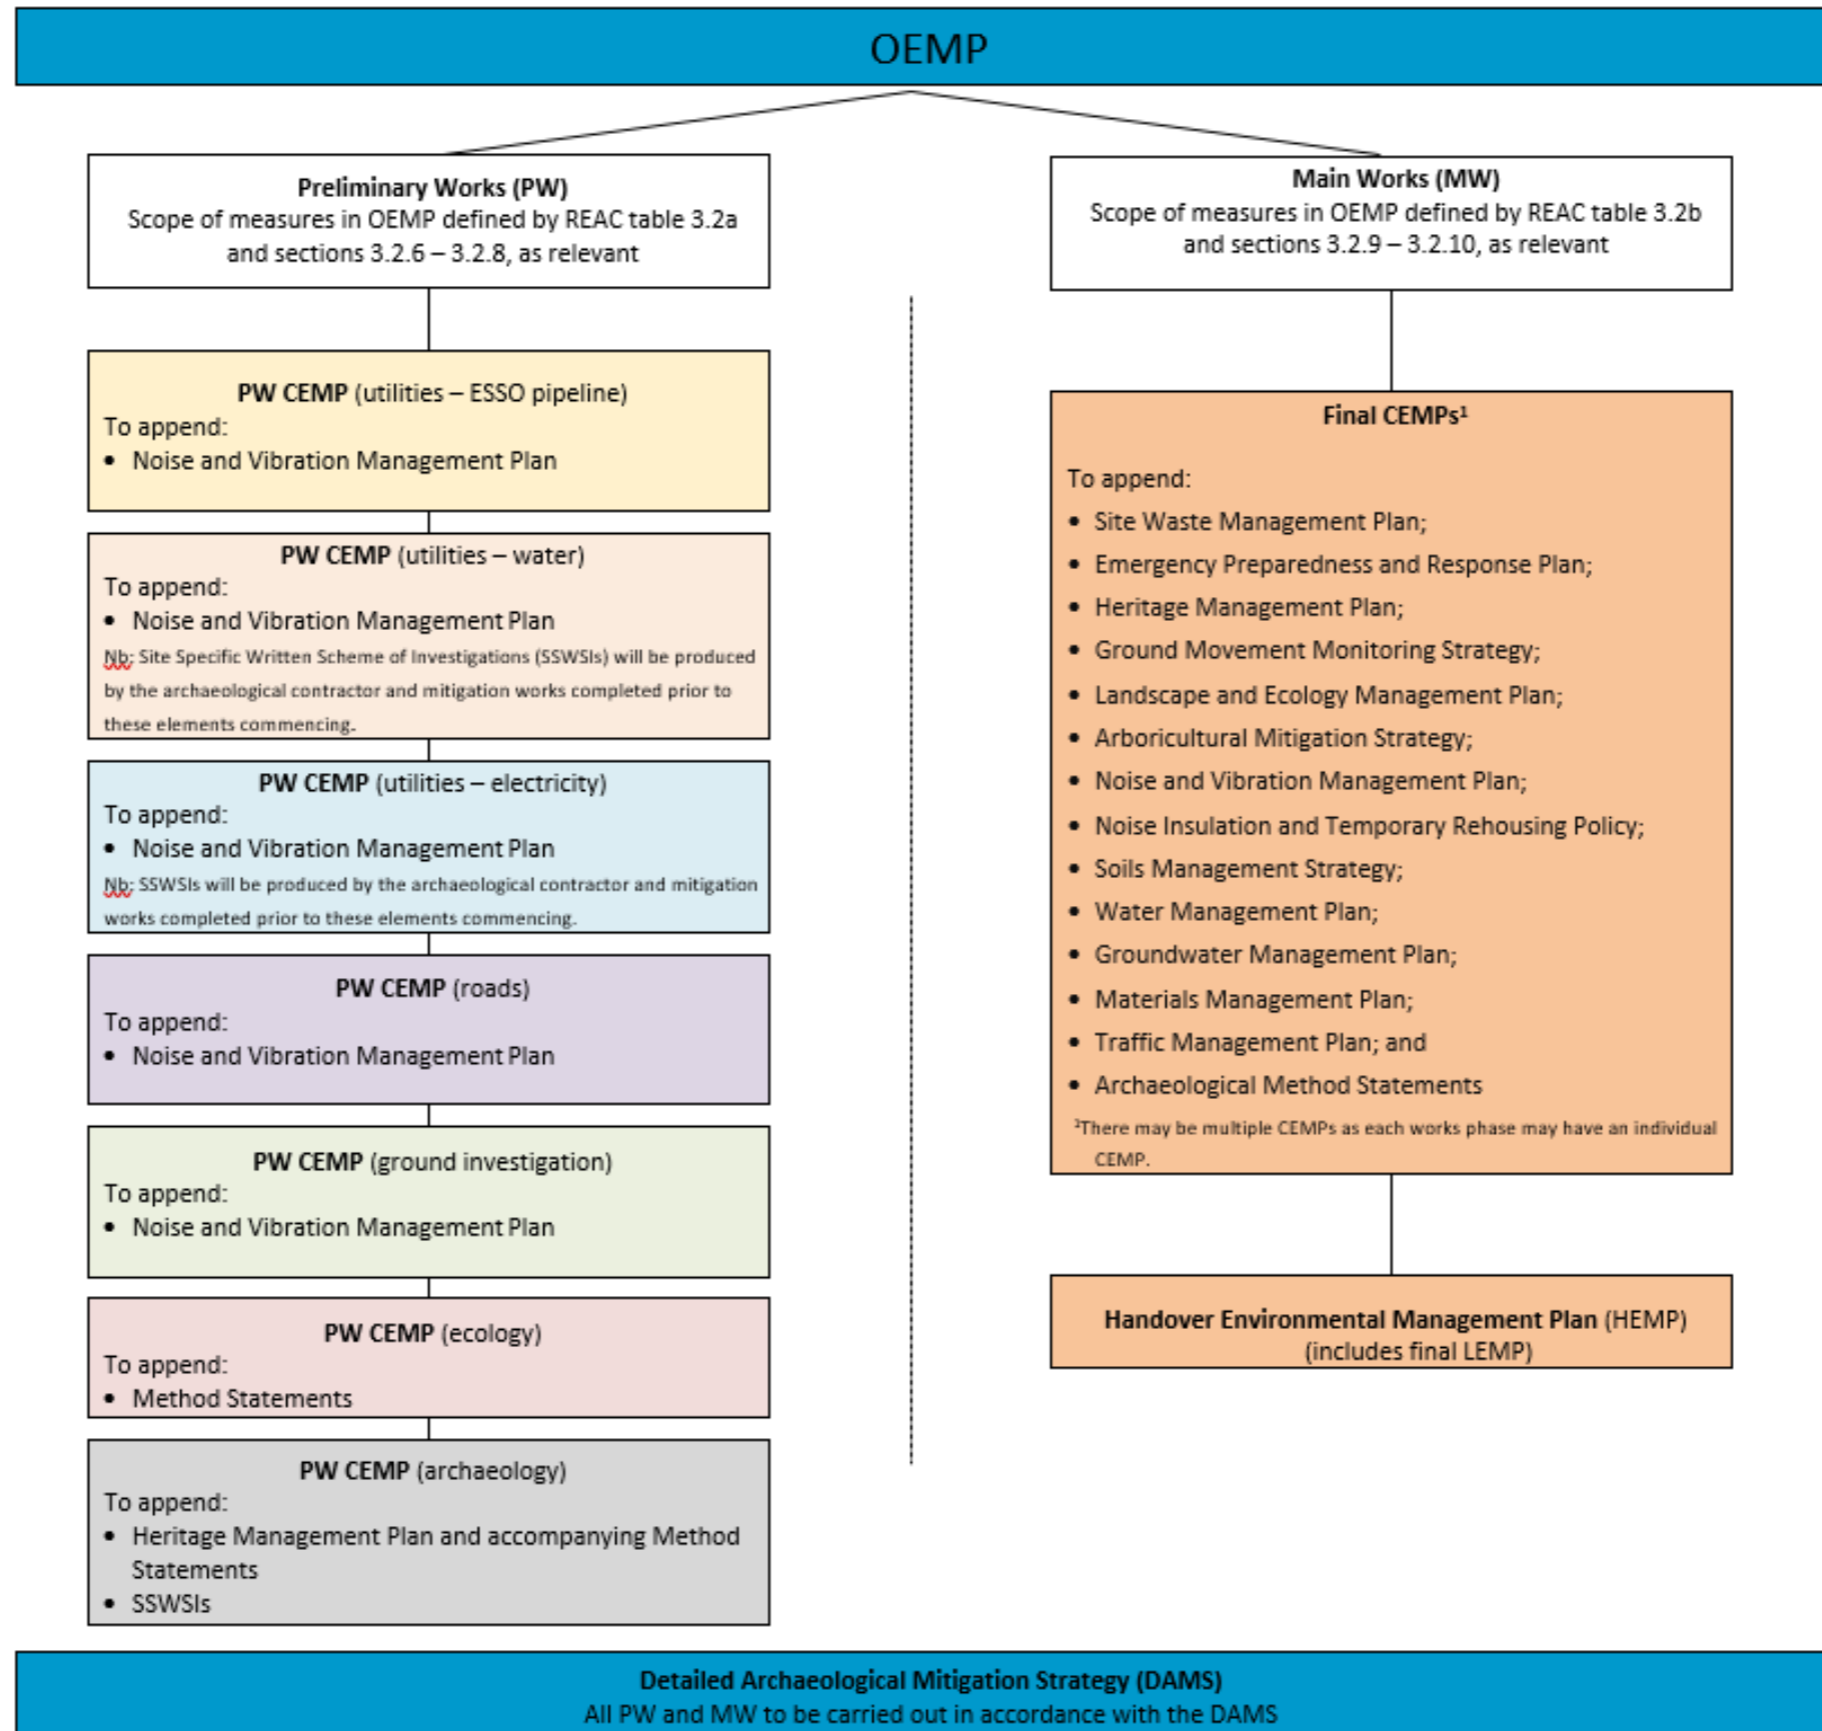 OEMP
Preliminary Works (PW)
Scope of measures in OEMP defined by REAC table 3.2a
and sections 3.2.6 – 3.2.8, as relevant
PW CEMP (utilities – ESSO pipeline)
To append:
• Noise and Vibration Management Plan
PW CEMP (utilities – water)
To append:
• Noise and Vibration Management Plan
Nb: Site Specific Written Scheme of Investigations (SSWSIs) will be produced
by the archaeological contractor and mitigation works completed prior to
these elements commencing.
PW CEMP (utilities – electricity)
To append:
• Noise and Vibration Management Plan
Nb: SSWSIs will be produced by the archaeological contractor and mitigation
works completed prior to these elements commencing.
PW CEMP (roads)
To append:
• Noise and Vibration Management Plan
PW CEMP (ground investigation)
To append:
• Noise and Vibration Management Plan
PW CEMP (ecology)
To append:
• Method Statements
PW CEMP (archaeology)
To append:
• Heritage Management Plan and accompanying Method
Statements
• SSWSIs
Main Works (MW)
Scope of measures in OEMP defined by REAC table 3.2b
and sections 3.2.9 – 3.2.10, as relevant
Final CEMPs¹
To append:
• Site Waste Management Plan;
• Emergency Preparedness and Response Plan;
• Heritage Management Plan;
• Ground Movement Monitoring Strategy;
• Landscape and Ecology Management Plan;
• Arboricultural Mitigation Strategy;
• Noise and Vibration Management Plan;
• Noise Insulation and Temporary Rehousing Policy;
• Soils Management Strategy;
• Water Management Plan;
• Groundwater Management Plan;
• Materials Management Plan;
• Traffic Management Plan; and
• Archaeological Method Statements
¹There may be multiple CEMPs as each works phase may have an individual
CEMP.
Handover Environmental Management Plan (HEMP)
(includes final LEMP)
Detailed Archaeological Mitigation Strategy (DAMS)
All PW and MW to be carried out in accordance with the DAMS